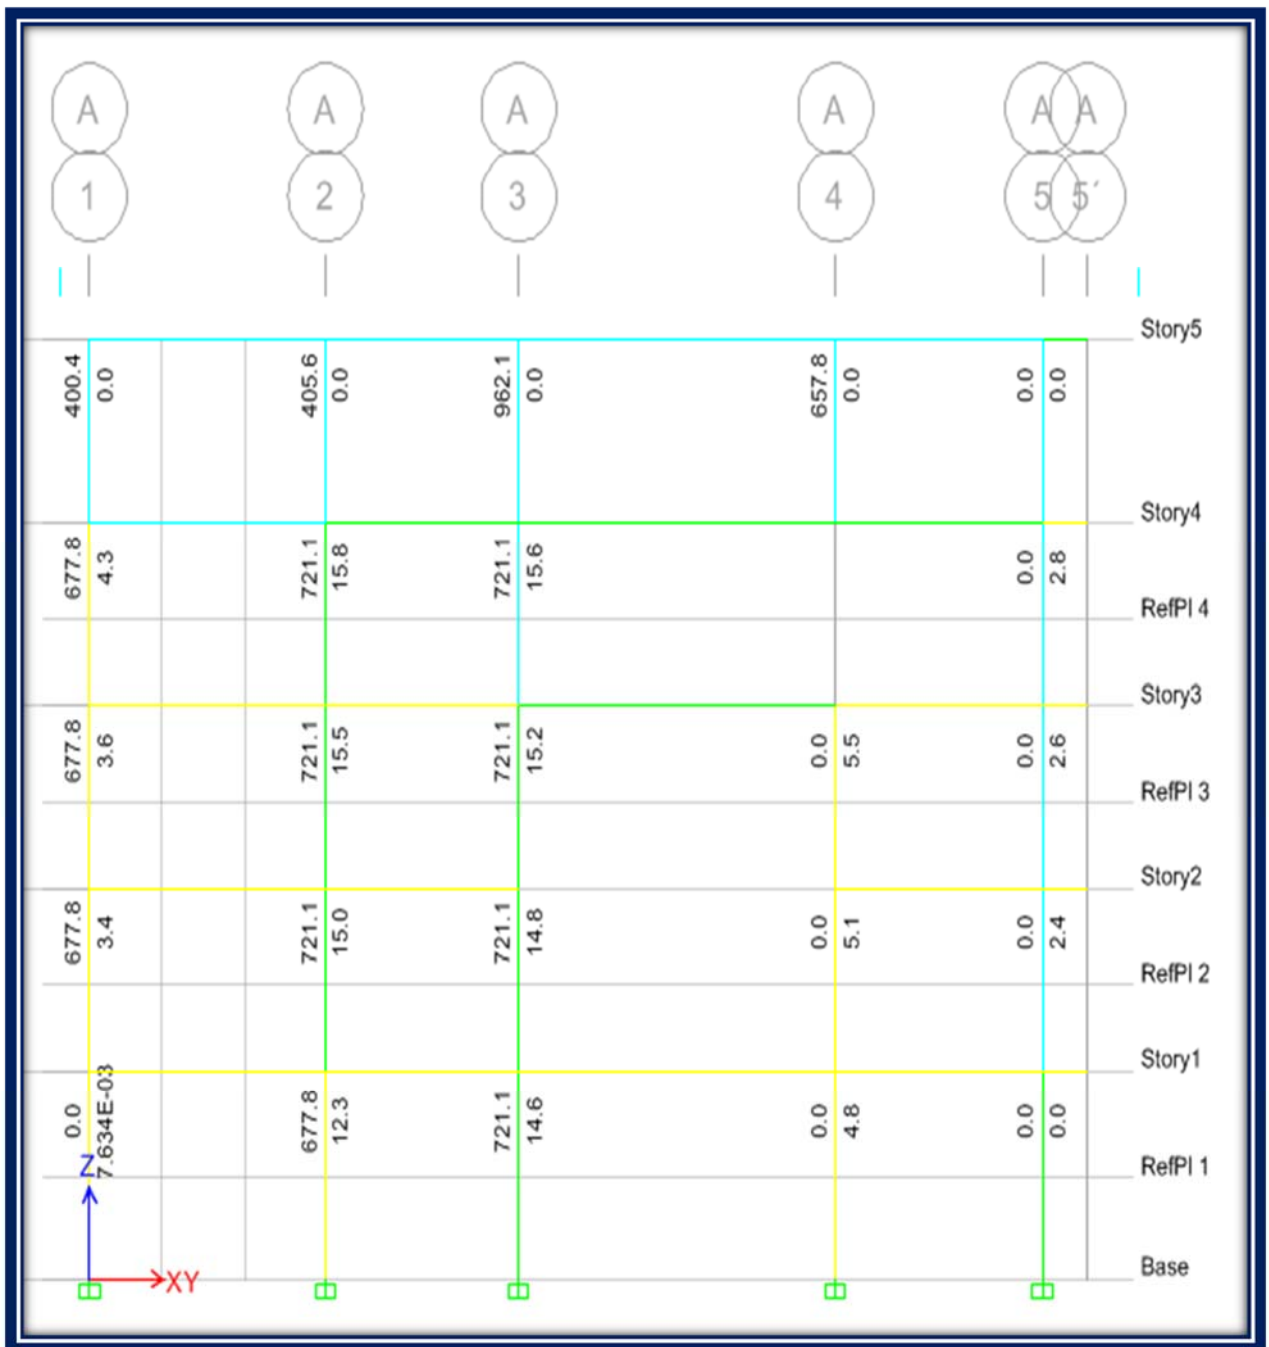 A A A A A A
1 2 3 4 5 5´
Story5
400.4 0.0 405.6 0.0 962.1 0.0 657.8 0.0 0.0 0.0
Story4
677.8 4.3 721.1 15.8 721.1 15.6 0.0 2.8
RefPl 4
Story3
677.8 3.6 721.1 15.5 721.1 15.2 0.0 5.5 0.0 2.6
RefPl 3
Story2
677.8 3.4 721.1 15.0 721.1 14.8 0.0 5.1 0.0 2.4
RefPl 2
Story1
0.0 7.634E-03 677.8 12.3 721.1 14.6 0.0 4.8 0.0 0.0
Z
RefPl 1
Base
XY